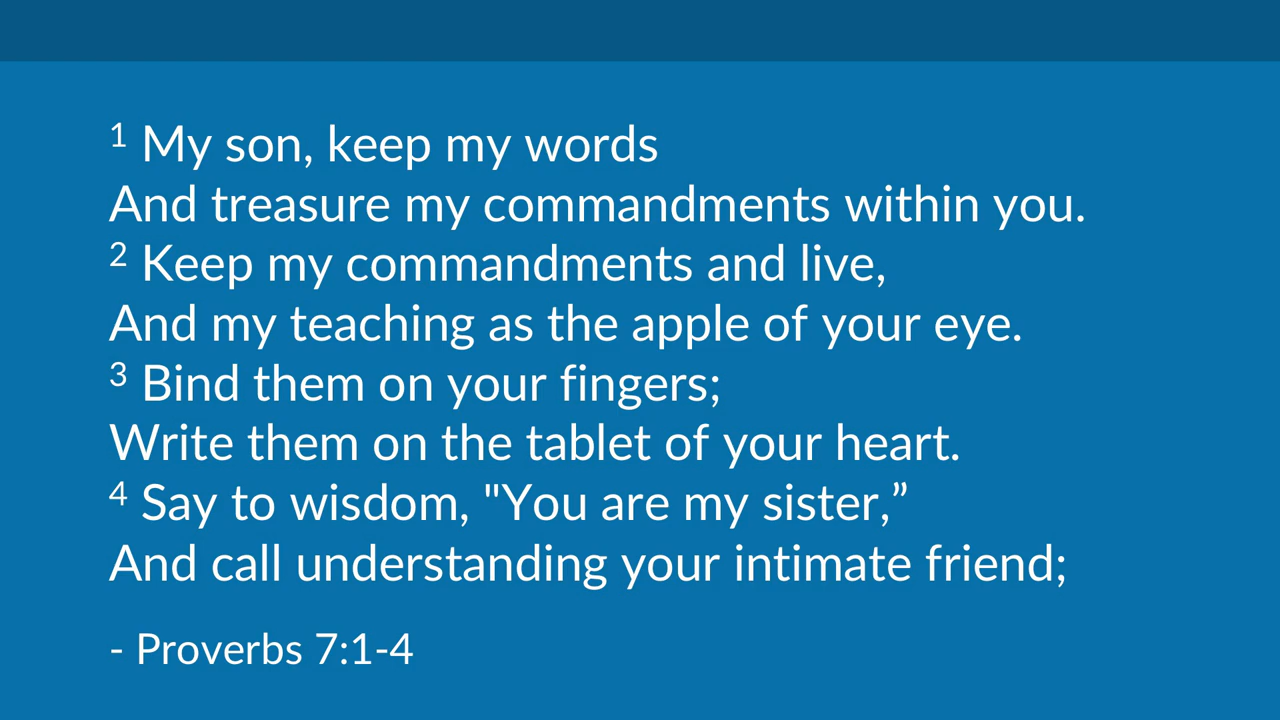 ¹ My son, keep my words
And treasure my commandments within you.
² Keep my commandments and live,
And my teaching as the apple of your eye.
³ Bind them on your fingers;
Write them on the tablet of your heart.
⁴ Say to wisdom, "You are my sister,”
And call understanding your intimate friend;
- Proverbs 7:1-4